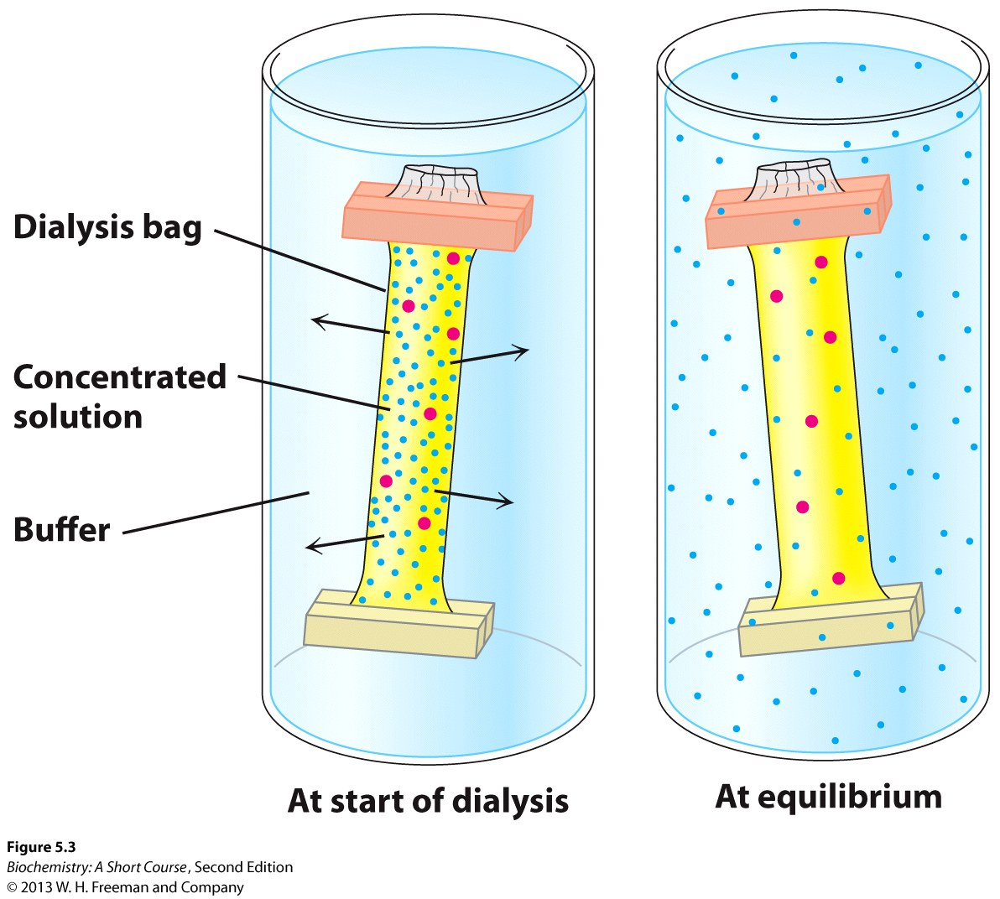 Dialysis bag
Concentrated
solution
Buffer
At start of dialysis
At equilibrium
Figure 5.3
Biochemistry: A Short Course, Second Edition
© 2013 W. H. Freeman and Company